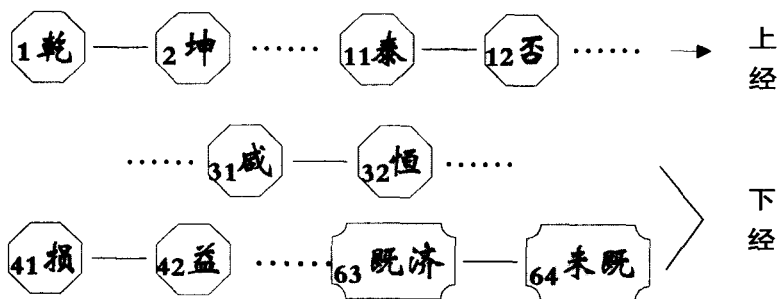 1乾 — 2坤 …… 11泰 — 12否 …… 上经
…… 31咸 — 32恒 ……
41损 — 42益 …… 63既济 — 64未既 下经